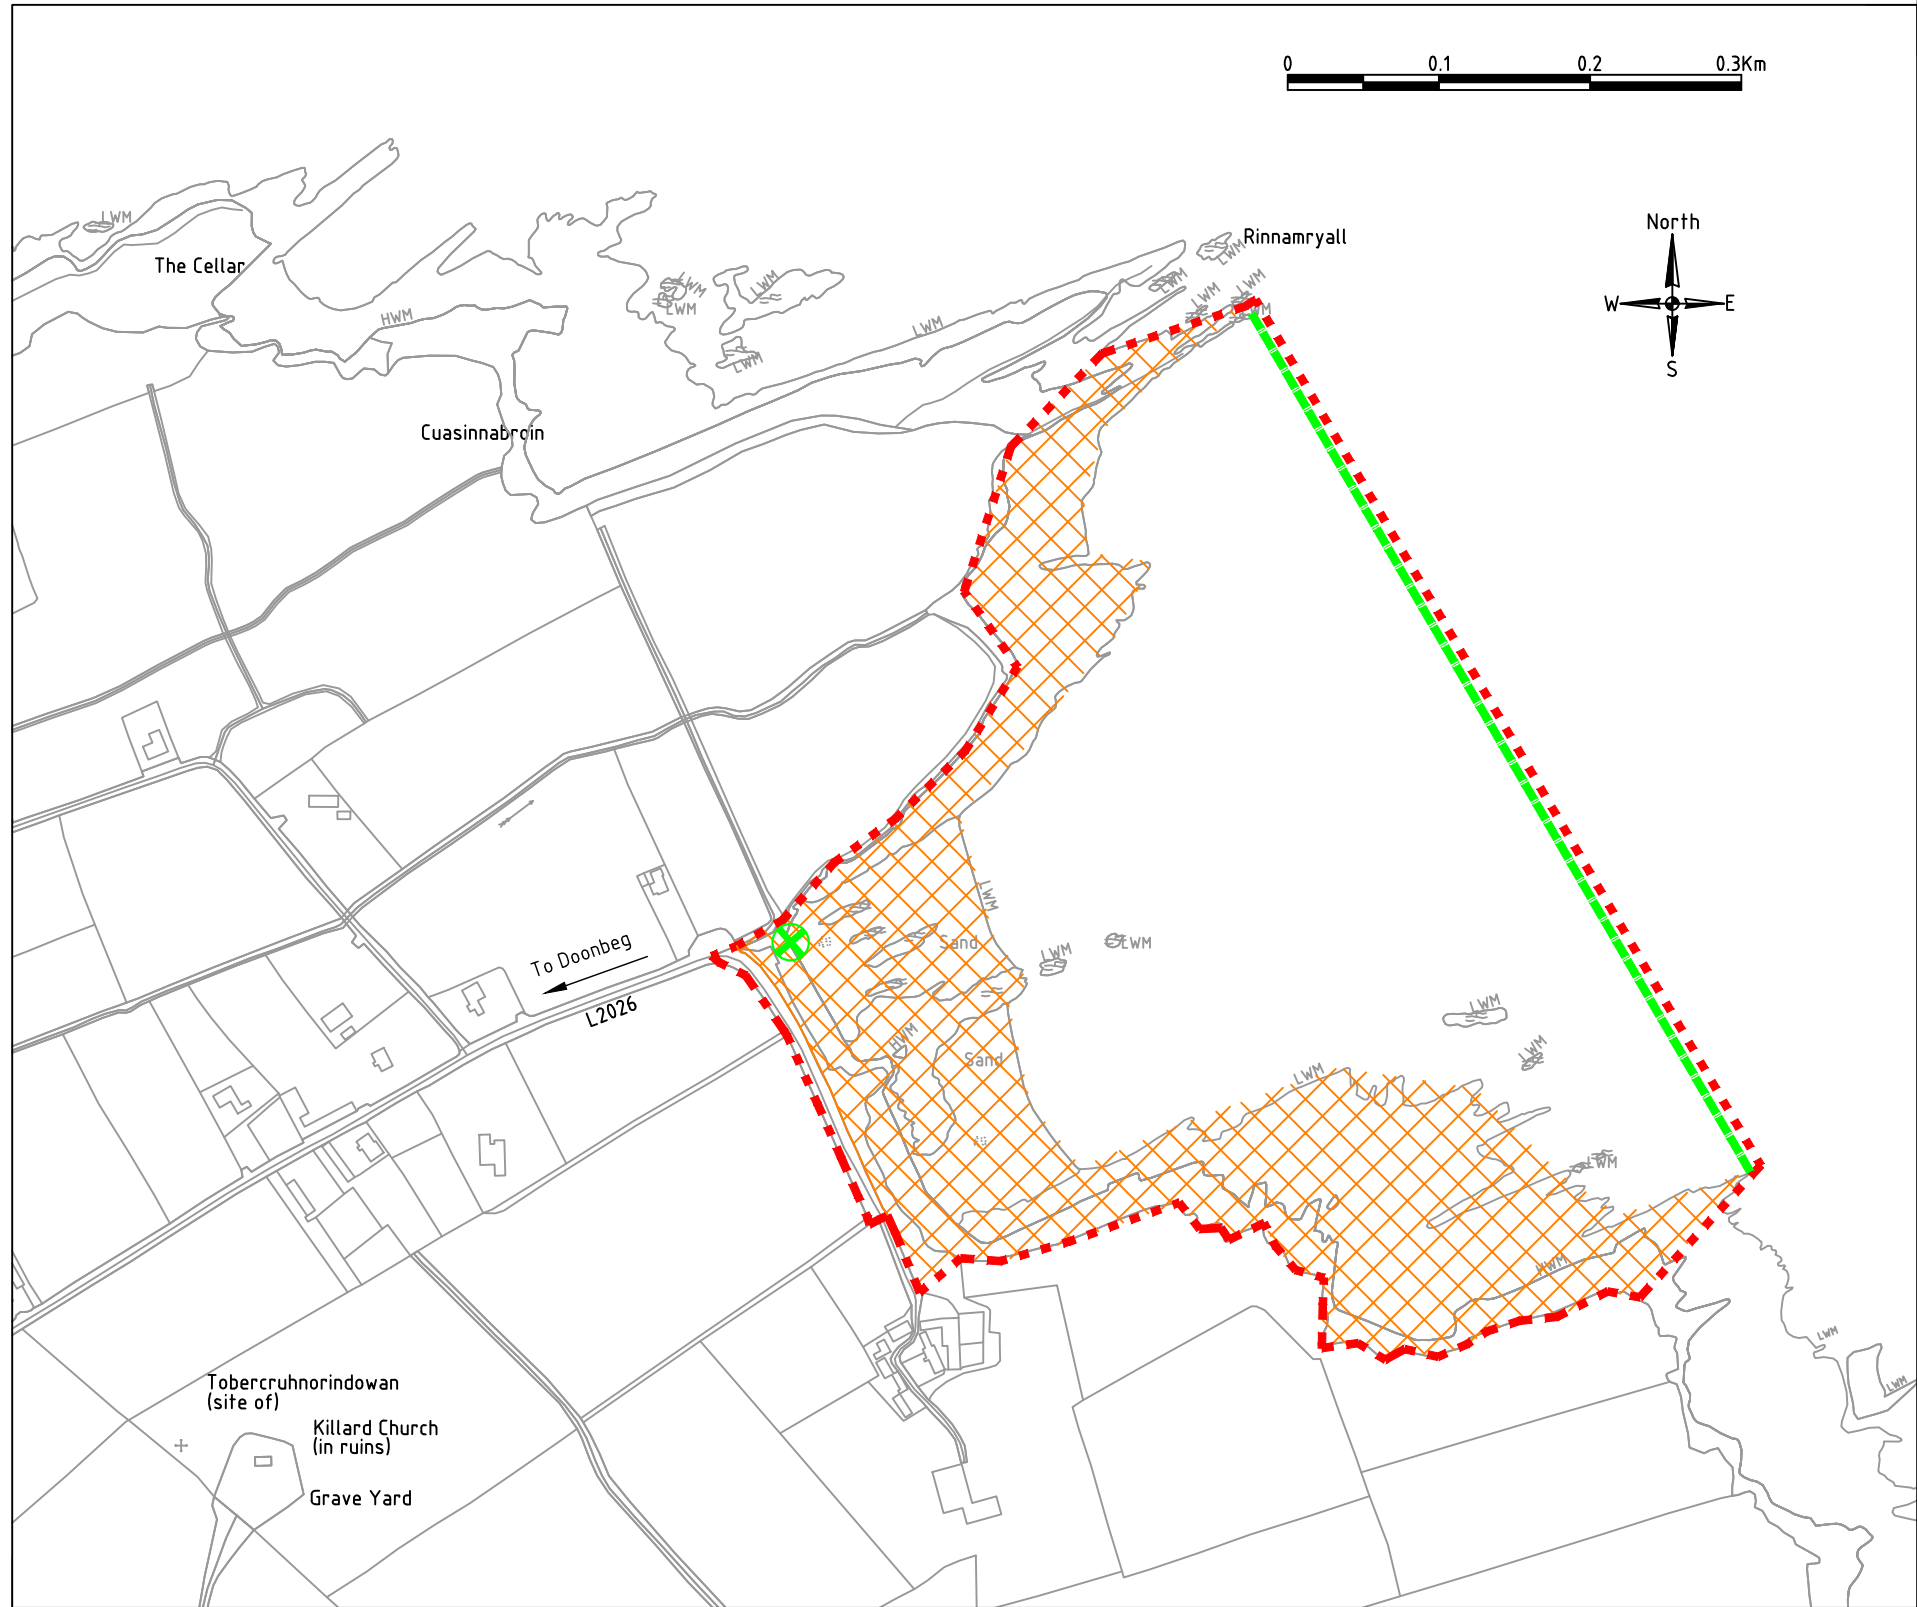 0 0.1 0.2 0.3Km
LWM
North
Rinnamryall
LWM
The Cellar
LWM
LWM
LWM
LWM
LWM
W E
LWM
LWM
HWM
LWM
LWM
S
Cuasinnabroin
LWM
To Doonbeg
Sand
LWM
LWM
L2026
LWM
HWM
Sand
LWM
LWM
LWM
HWM
LWM
Tobercruhnorindowan
(site of)
LWM
Killard Church
(in ruins)
Grave Yard